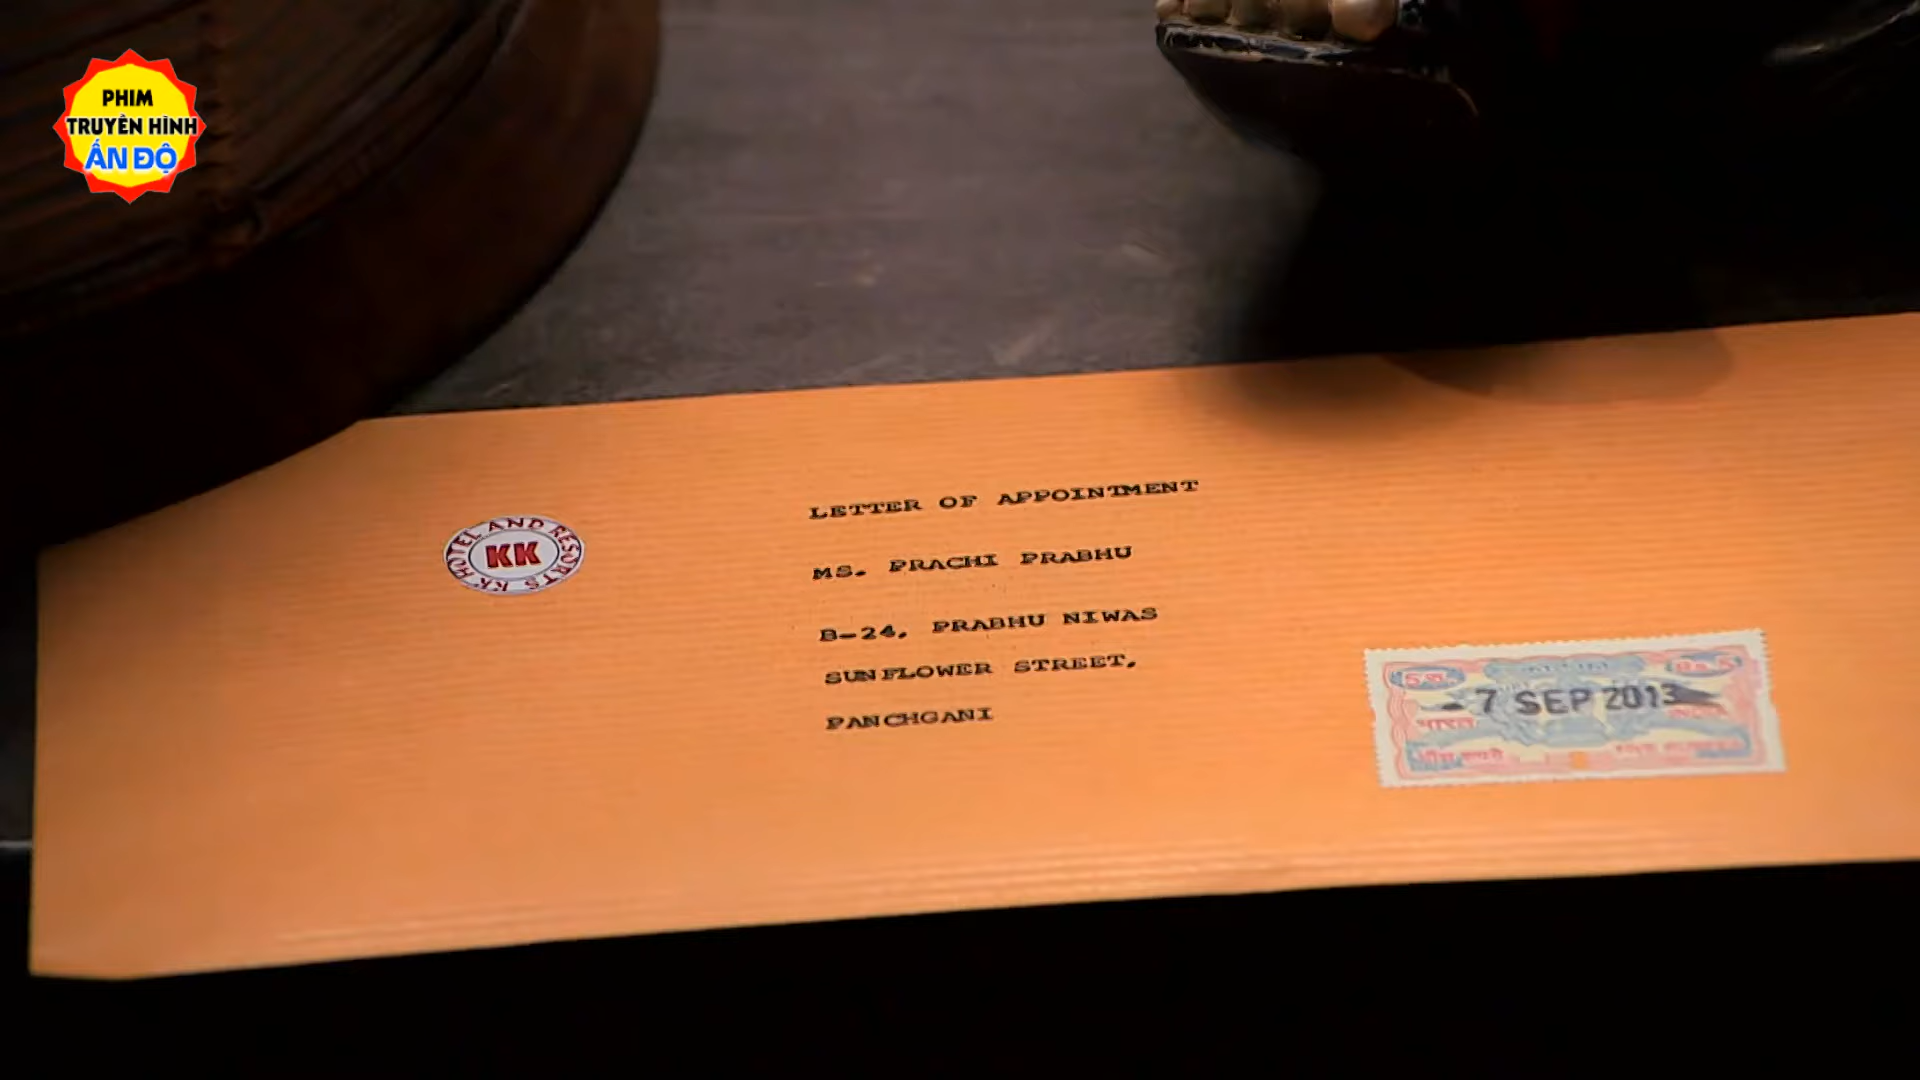 PHIM
TRUYỀN HÌNH
ẤN ĐỘ
LETTER OF APPOINTMENT
KK HOTEL AND RESORTS
KK
MS. PRACHI PRABHU
B-24, PRABHU NIWAS
SUNFLOWER STREET,
PANCHGANI
7 SEP 2013